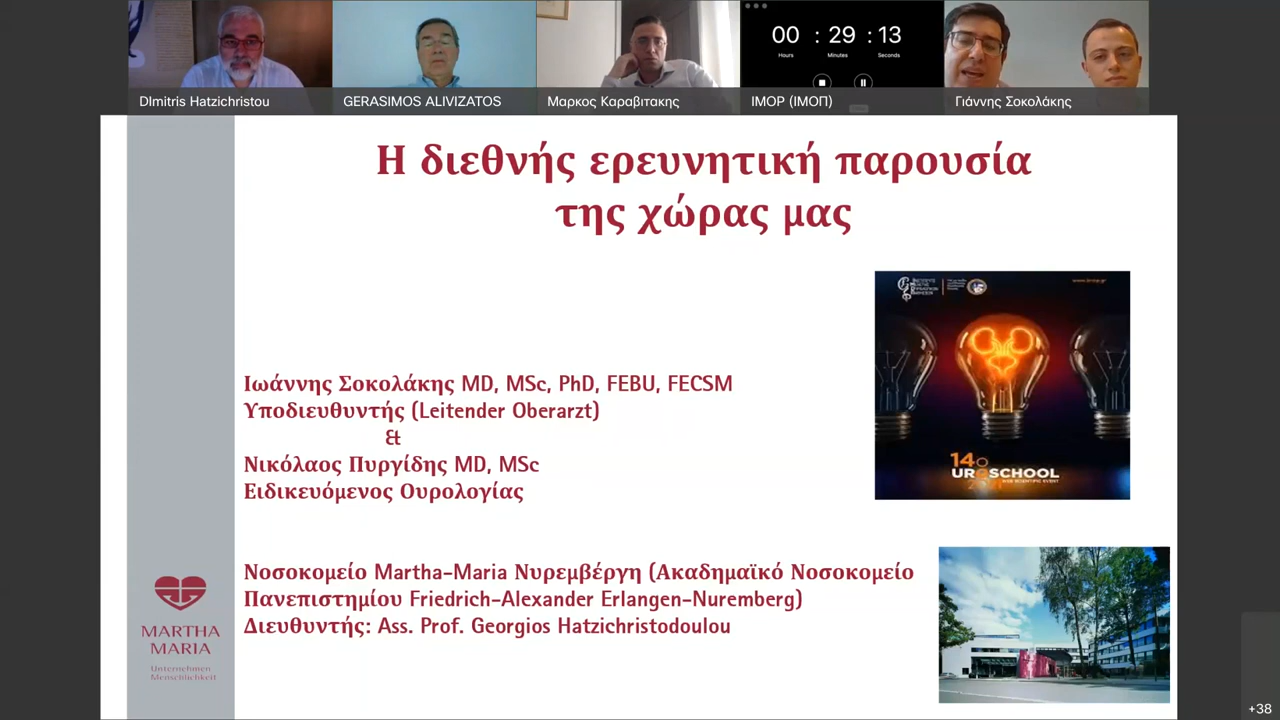 00 : 29 : 13
Hours Minutes Seconds
DImitris Hatzichristou
GERASIMOS ALIVIZATOS
Μαρκος Καραβιτακης
IMOP (ΙΜΟΠ)
Γιάννης Σοκολάκης
Η διεθνής ερευνητική παρουσία
της χώρας μας
www.imop.gr
Ιωάννης Σοκολάκης MD, MSc, PhD, FEBU, FECSM
Υποδιευθυντής (Leitender Oberarzt)
&
Νικόλαος Πυργίδης MD, MSc
Ειδικευόμενος Ουρολογίας
14ο
UROSCHOOL
Νοσοκομείο Martha-Maria Νυρεμβέργη (Ακαδημαϊκό Νοσοκομείο
Πανεπιστημίου Friedrich-Alexander Erlangen-Nuremberg)
Διευθυντής: Ass. Prof. Georgios Hatzichristodoulou
MARTHA
MARIA
Unternehmen
Menschlichkeit
+38